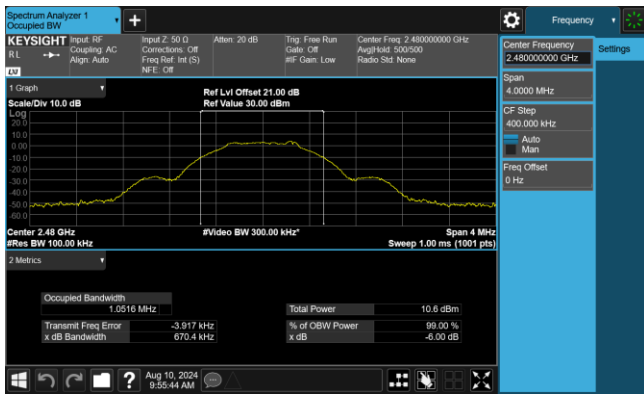 Spectrum Analyzer 1
Occupied BW
Frequency
KEYSIGHT
Input: RF
Coupling: AC
Align: Auto
Input Z: 50 Ω
Corrections: Off
Freq Ref: Int (S)
NFE: Off
Atten: 20 dB
Trig: Free Run
Gate: Off
#IF Gain: Low
Center Freq: 2.480000000 GHz
Avg|Hold: 500/500
Radio Std: None
R L
LXI
Center Frequency
2.480000000 GHz
Settings
Span
4.0000 MHz
CF Step
400.000 kHz
Auto
Man
Freq Offset
0 Hz
1 Graph
Scale/Div 10.0 dB
Ref Lvl Offset 21.00 dB
Ref Value 30.00 dBm
Log
20.0
10.0
0.00
-10.0
-20.0
-30.0
-40.0
-50.0
-60.0
Center 2.48 GHz
#Res BW 100.00 kHz
#Video BW 300.00 kHz*
Span 4 MHz
Sweep 1.00 ms (1001 pts)
2 Metrics
Occupied Bandwidth
1.0516 MHz
Total Power 10.6 dBm
Transmit Freq Error -3.917 kHz
% of OBW Power 99.00 %
x dB Bandwidth 670.4 kHz
x dB -6.00 dB
Aug 10, 2024
9:55:44 AM